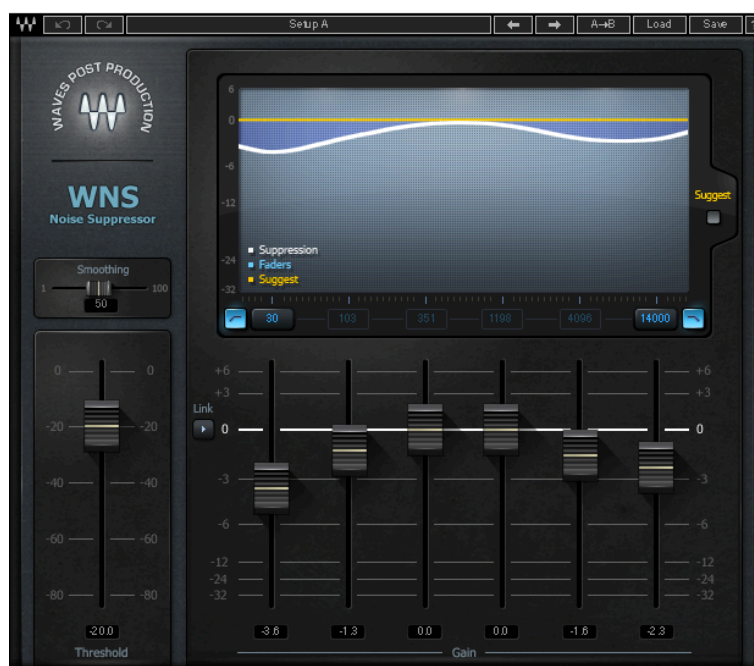 Setup A A→B Load Save
WAVES POST PRODUCTION
WNS
Noise Suppressor
6
0
-6
-12
-24
-32
Suppression
Faders
Suggest
Suggest
Smoothing
1 100
50
30 103 351 1198 4096 14000
0 0
-20 -20
-40 -40
-60 -60
-80 -80
-20.0
Threshold
Link
+6 +6
+3 +3
0 0
-3 -3
-6 -6
-12 -12
-24 -24
-32 -32
-3.6 -1.3 0.0 0.0 -1.6 -2.3
Gain